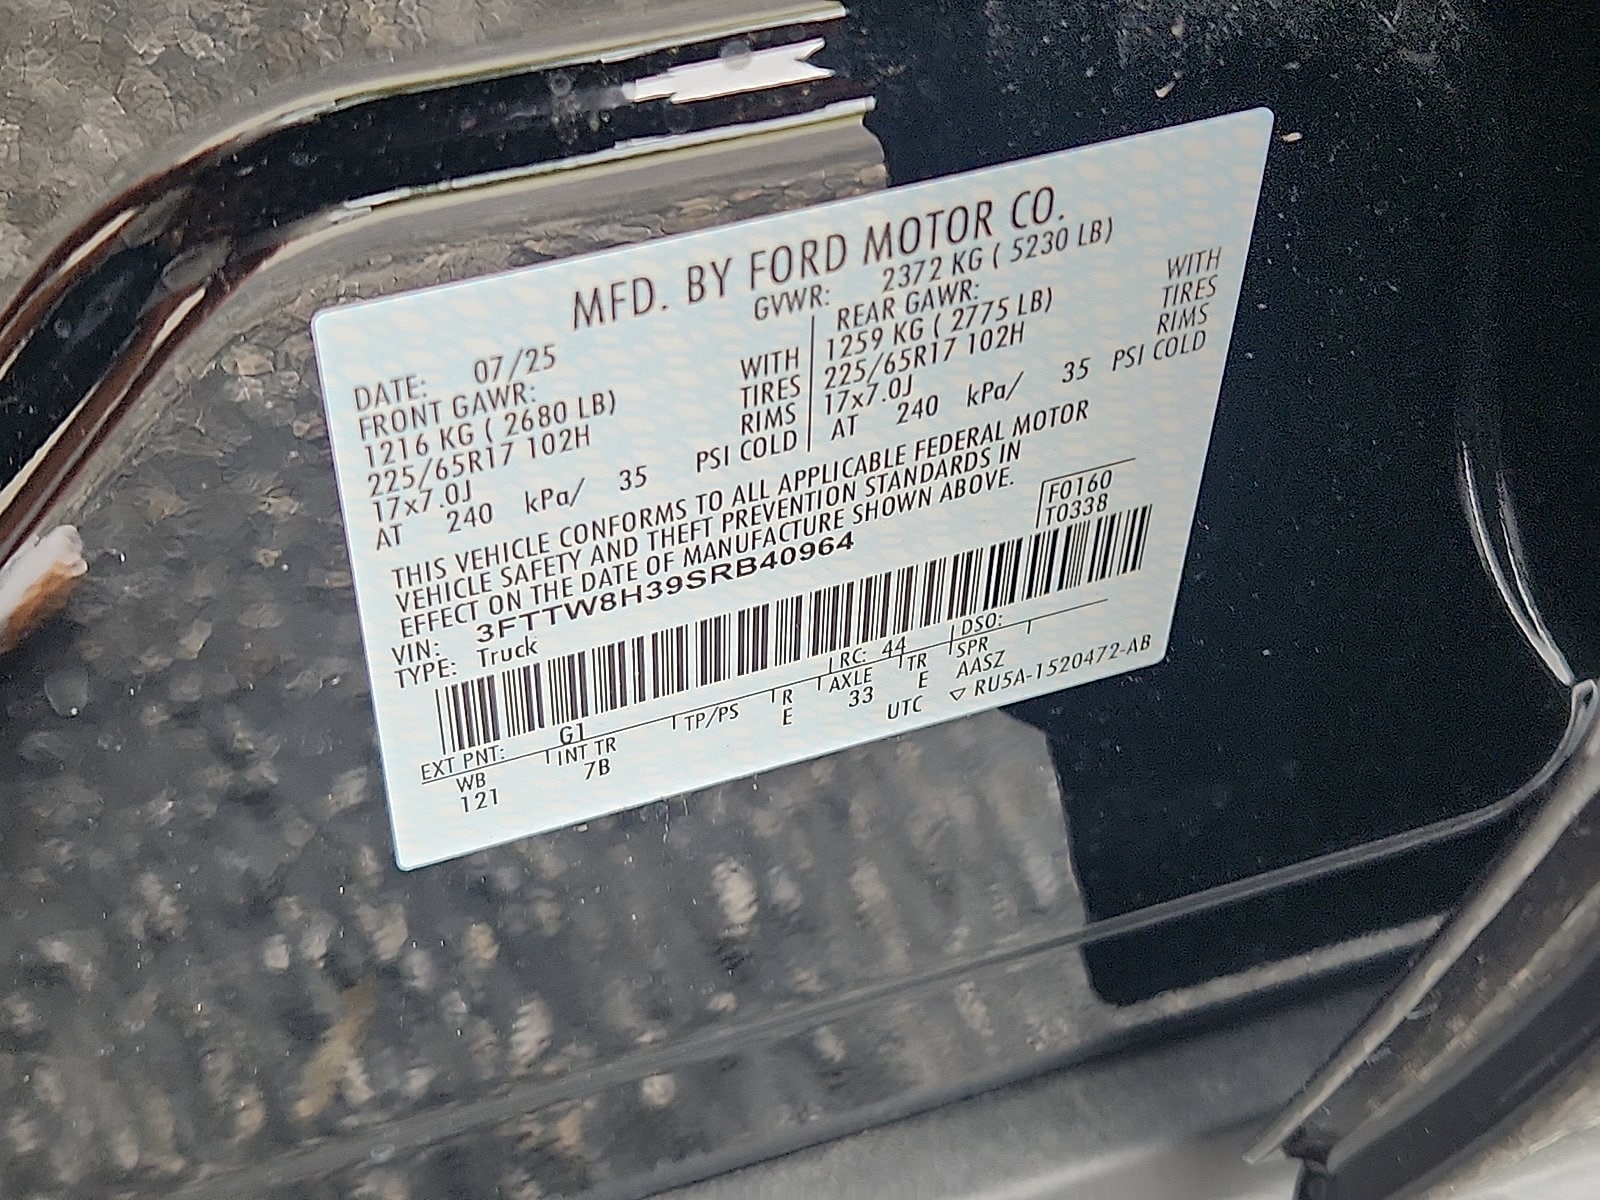 MFD. BY FORD MOTOR CO.
DATE: 07/25 GVWR: 2372 KG ( 5230 LB)
FRONT GAWR: REAR GAWR:
1216 KG ( 2680 LB) WITH 1259 KG ( 2775 LB) WITH
225/65R17 102H TIRES 225/65R17 102H TIRES
17x7.0J RIMS 17x7.0J RIMS
AT 240 kPa/ 35 PSI COLD AT 240 kPa/ 35 PSI COLD
THIS VEHICLE CONFORMS TO ALL APPLICABLE FEDERAL MOTOR
VEHICLE SAFETY AND THEFT PREVENTION STANDARDS IN
EFFECT ON THE DATE OF MANUFACTURE SHOWN ABOVE.
F0160
T0338
VIN: 3FTTW8H39SRB40964
TYPE: Truck
EXT PNT: G1 RC: 44 DSO:
WB INT TR TP/PS R AXLE TR SPR
121 7B E 33 E AASZ
UTC ▽ RU5A-1520472-AB